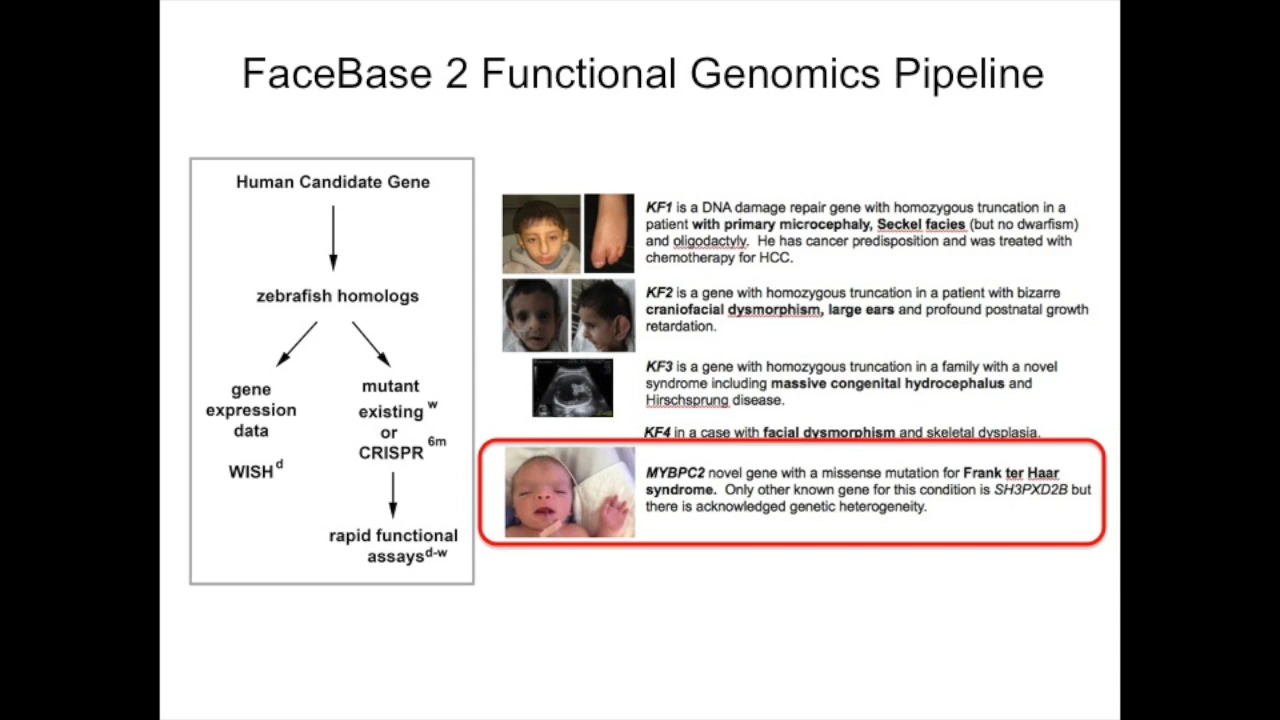 FaceBase 2 Functional Genomics Pipeline
Human Candidate Gene
zebrafish homologs
gene
expression
data
WISH d
mutant
existing w
or
CRISPR 6m
rapid functional
assays d-w
KF1 is a DNA damage repair gene with homozygous truncation in a
patient with primary microcephaly, Seckel facies (but no dwarfism)
and oligodactyly. He has cancer predisposition and was treated with
chemotherapy for HCC.
KF2 is a gene with homozygous truncation in a patient with bizarre
craniofacial dysmorphism, large ears and profound postnatal growth
retardation.
KF3 is a gene with homozygous truncation in a family with a novel
syndrome including massive congenital hydrocephalus and
Hirschsprung disease.
KF4 in a case with facial dysmorphism and skeletal dysplasia.
MYBPC2 novel gene with a missense mutation for Frank ter Haar
syndrome. Only other known gene for this condition is SH3PXD2B but
there is acknowledged genetic heterogeneity.